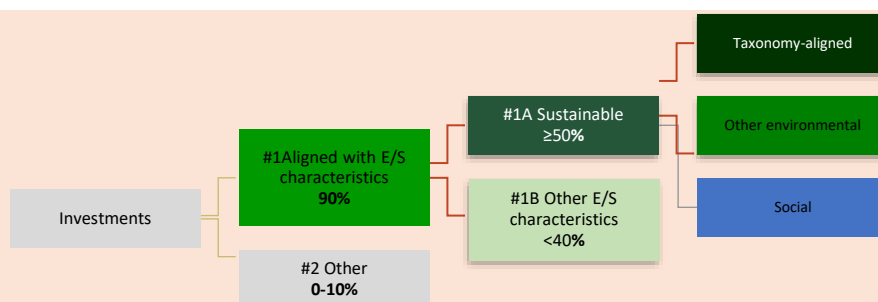 Taxonomy-aligned
#1A Sustainable
≥50%
Other environmental
#1Aligned with E/S
characteristics
90%
#1B Other E/S
characteristics
<40%
Social
Investments
#2 Other
0-10%